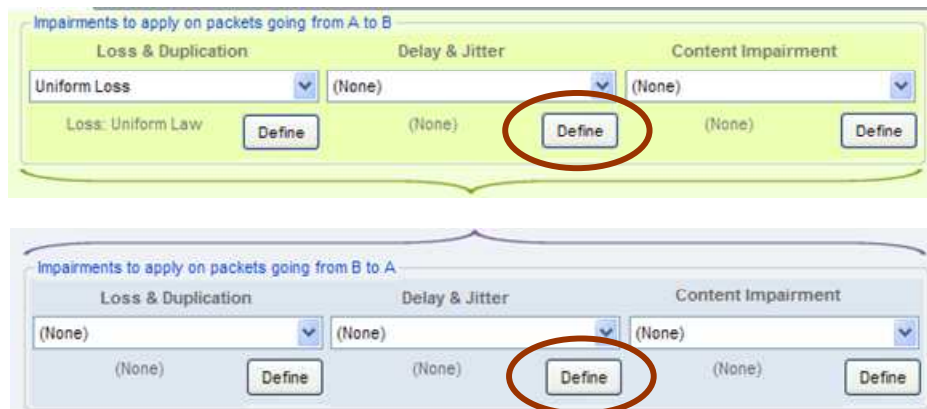 Impairments to apply on packets going from A to B
Loss & Duplication Delay & Jitter Content Impairment
Uniform Loss (None) (None)
Loss: Uniform Law Define (None) Define (None) Define
Impairments to apply on packets going from B to A
Loss & Duplication Delay & Jitter Content Impairment
(None) (None) (None)
(None) Define (None) Define (None) Define